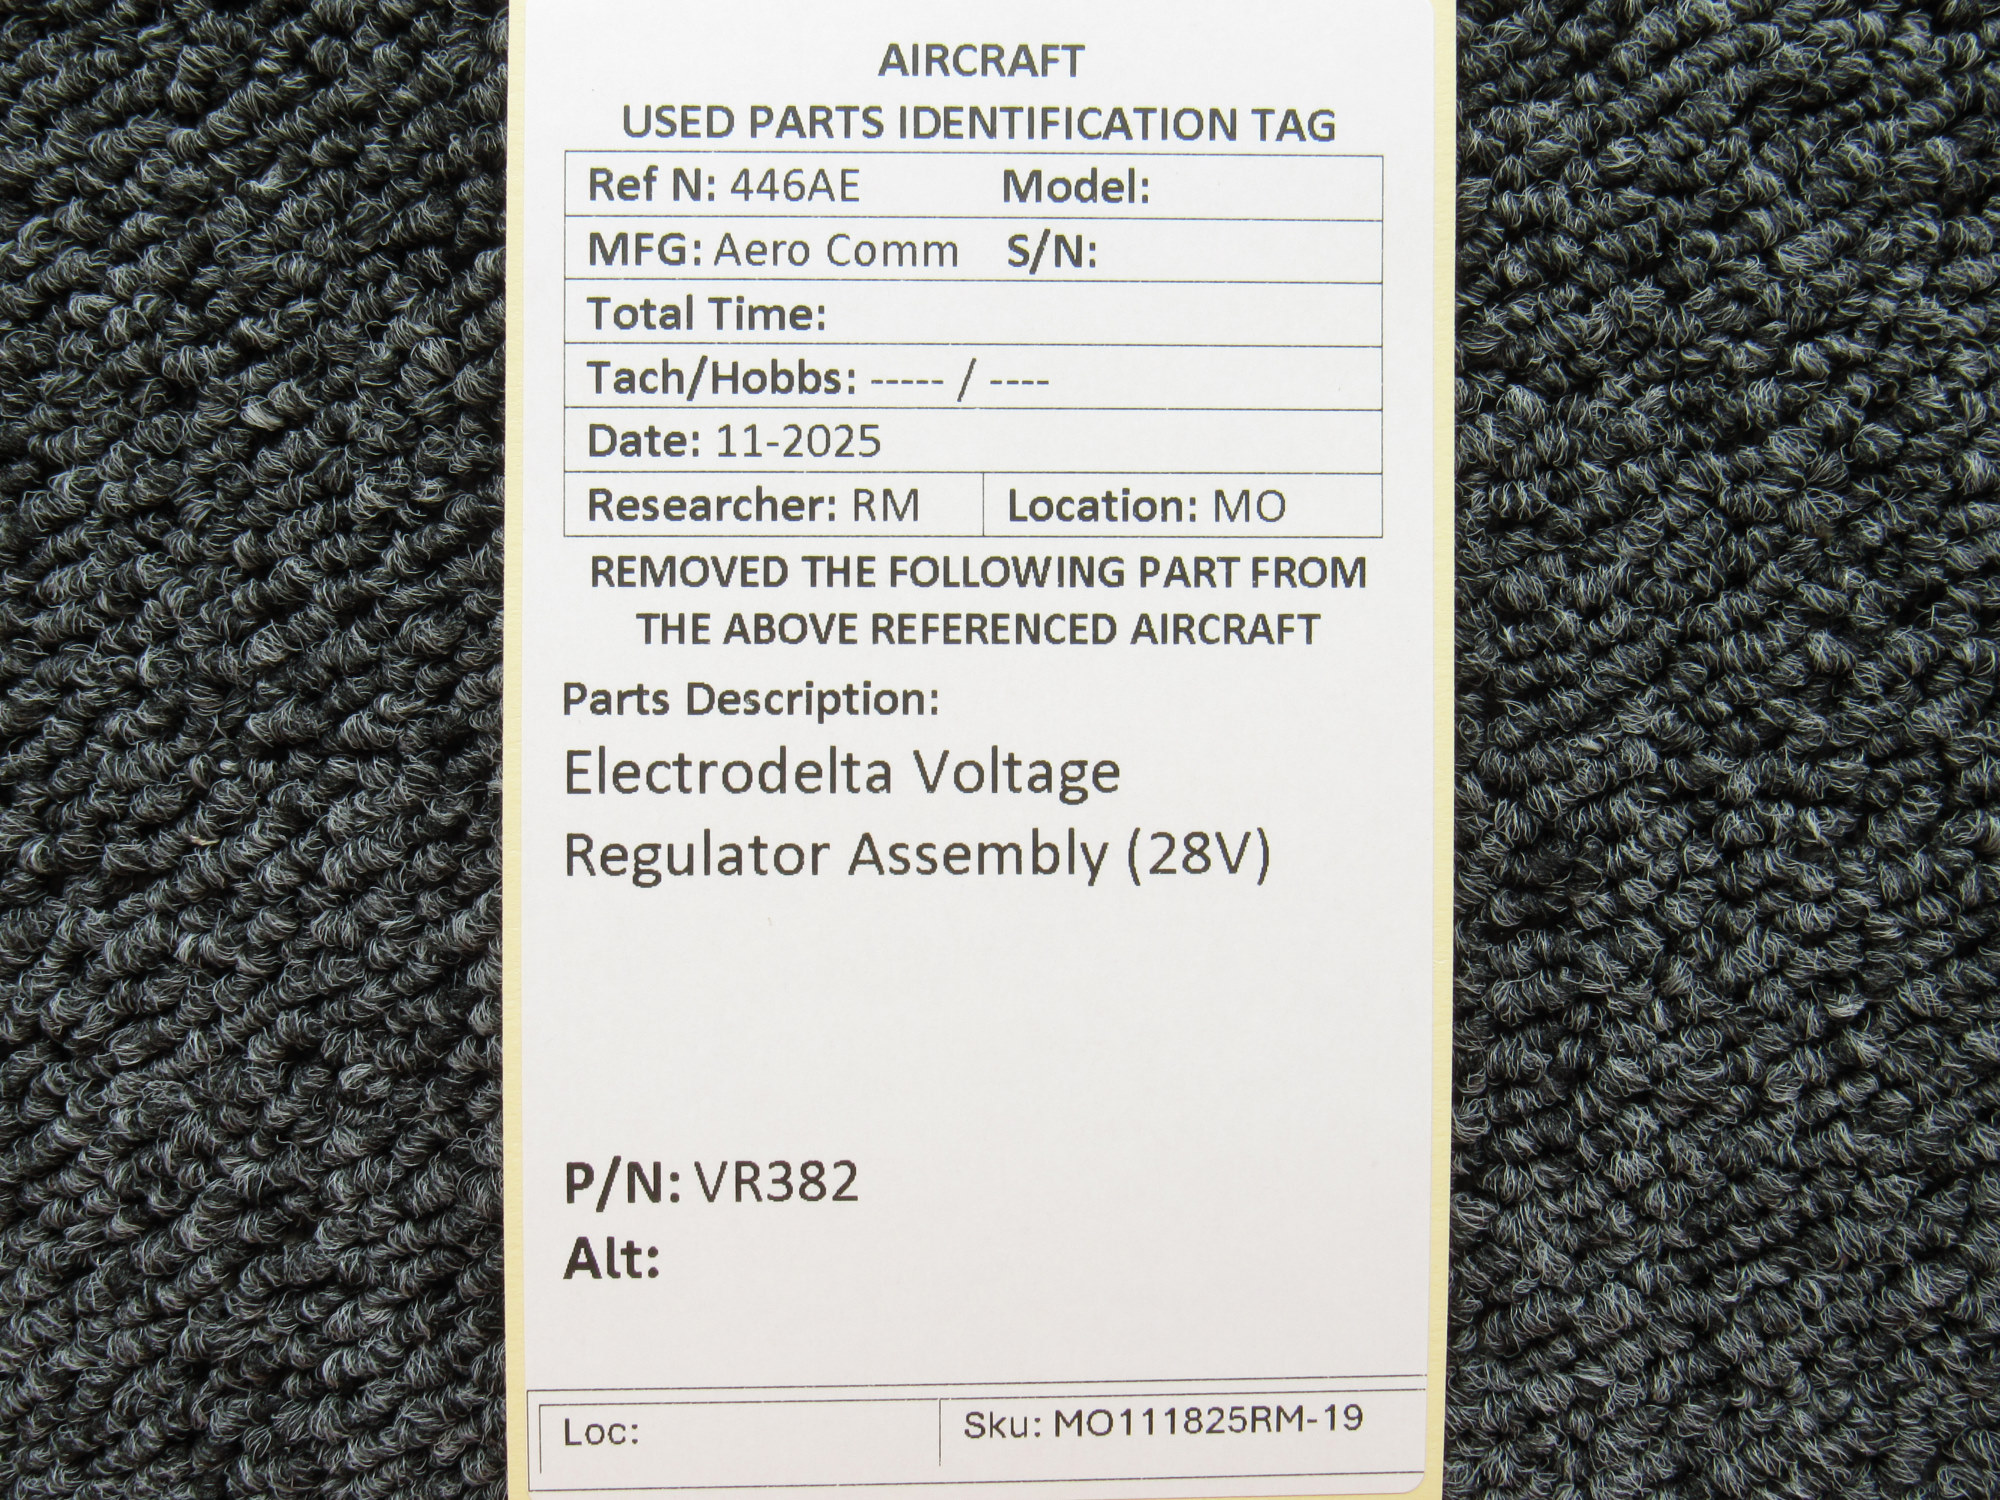 AIRCRAFT
USED PARTS IDENTIFICATION TAG
Ref N: 446AE Model:
MFG: Aero Comm S/N:
Total Time:
Tach/Hobbs: ----- / ----
Date: 11-2025
Researcher: RM Location: MO
REMOVED THE FOLLOWING PART FROM
THE ABOVE REFERENCED AIRCRAFT
Parts Description:
Electrodelta Voltage
Regulator Assembly (28V)
P/N: VR382
Alt:
Loc: Sku: MO111825RM-19